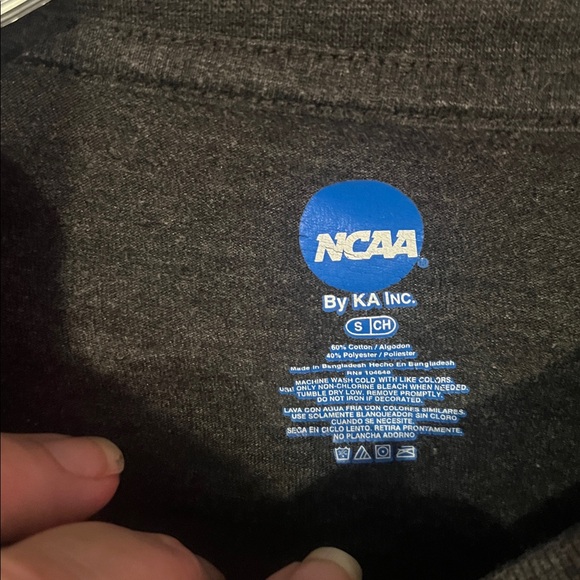 NCAA
By KA INC.
S CH
60% Cotton / Algodon
40% Polyester / Poliester
Made in Bangladesh Hecho En Bangladesh
RN# 104648
MACHINE WASH COLD WITH LIKE COLORS.
USE ONLY NON-CHLORINE BLEACH WHEN NEEDED.
TUMBLE DRY LOW. REMOVE PROMPTLY.
DO NOT IRON IF DECORATED.
LAVA CON AGUA FRIA CON COLORES SIMILARES
USE SOLAMENTE BLANQUEADOR SIN CLORO
CUANDO SE NECESITE.
SECA EN CICLO LENTO. RETIRA PRONTAMENTE.
NO PLANCHA ADORNO